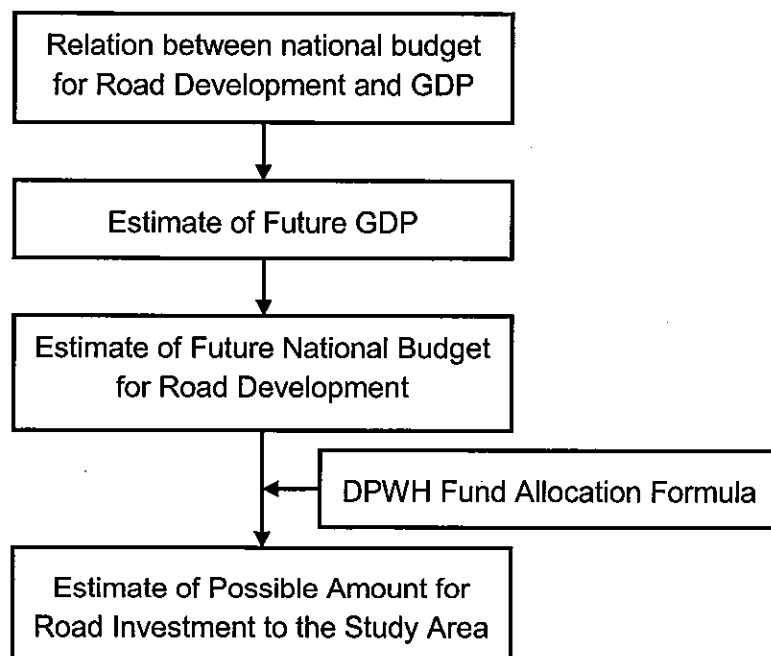 Relation between national budget
for Road Development and GDP
Estimate of Future GDP
Estimate of Future National Budget
for Road Development
DPWH Fund Allocation Formula
Estimate of Possible Amount for
Road Investment to the Study Area